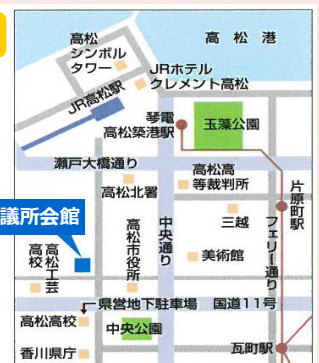 高松
シンボル
タワー
高松港
JRホテル
クレメント高松
JR高松駅
琴電
高松築港駅
玉藻公園
瀬戸大橋通り
高松北署
高松高
等裁判所
片原町駅
三越
議所会館
高松工芸
高校
高松市役所
中央通り
美術館
フェリー通り
県営地下駐車場
国道11号
高松高校
中央公園
香川県庁
瓦町駅